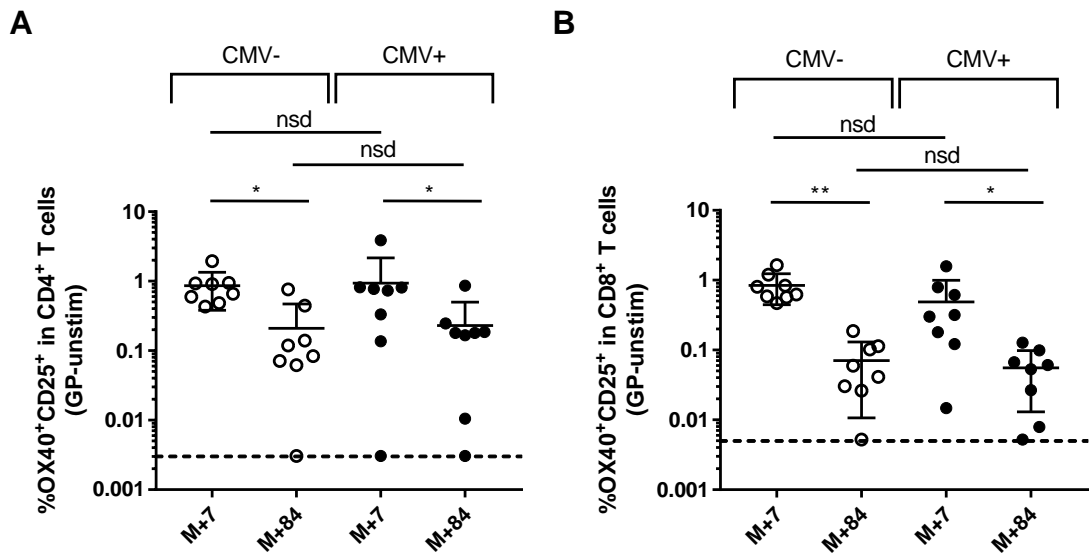 A
CMV-
CMV+
nsd
nsd
*
*
%OX40⁺CD25⁺ in CD4⁺ T cells
(GP-unstim)
10
1
0.1
0.01
0.001
M+7
M+84
M+7
M+84
B
CMV-
CMV+
nsd
nsd
**
*
%OX40⁺CD25⁺ in CD8⁺ T cells
(GP-unstim)
10
1
0.1
0.01
0.001
M+7
M+84
M+7
M+84